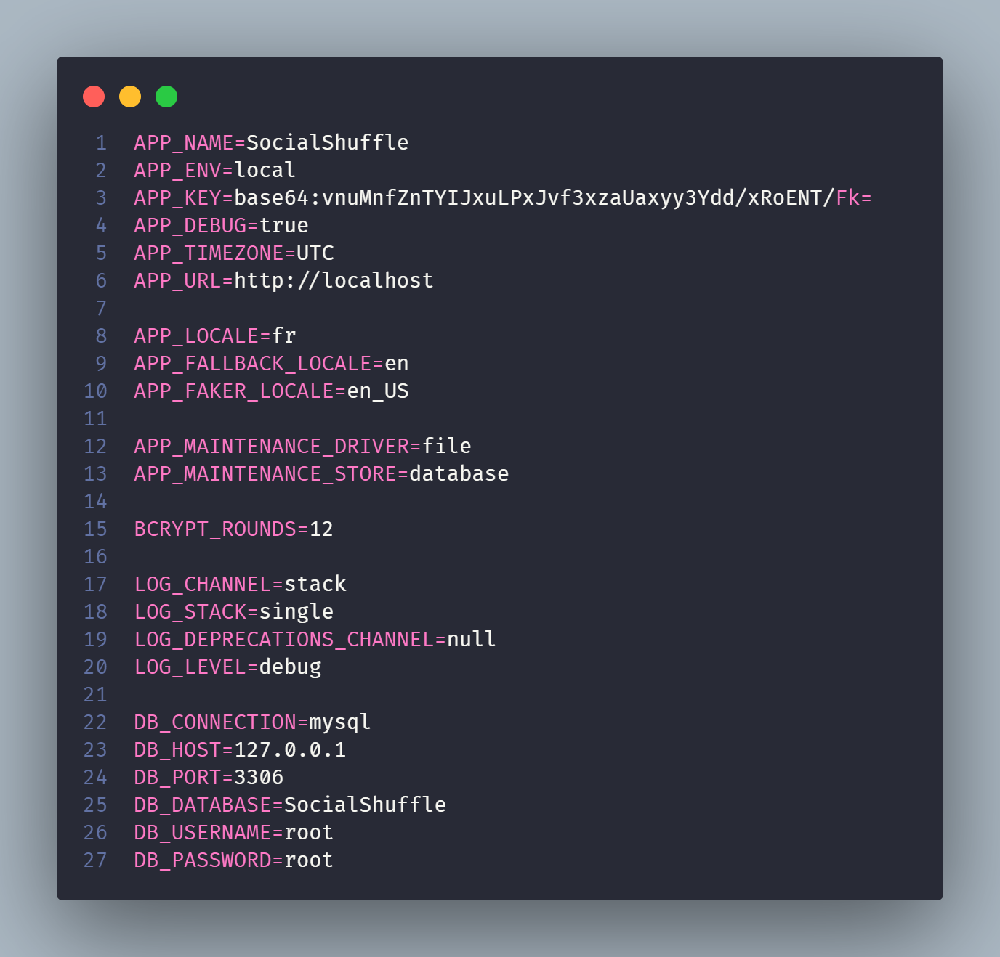 1 APP_NAME=SocialShuffle
2 APP_ENV=local
3 APP_KEY=base64:vnuMnfZnTYIJxuLPxJvf3xzaUaxyy3Ydd/xRoENT/Fk=
4 APP_DEBUG=true
5 APP_TIMEZONE=UTC
6 APP_URL=http://localhost
7
8 APP_LOCALE=fr
9 APP_FALLBACK_LOCALE=en
10 APP_FAKER_LOCALE=en_US
11
12 APP_MAINTENANCE_DRIVER=file
13 APP_MAINTENANCE_STORE=database
14
15 BCRYPT_ROUNDS=12
16
17 LOG_CHANNEL=stack
18 LOG_STACK=single
19 LOG_DEPRECATIONS_CHANNEL=null
20 LOG_LEVEL=debug
21
22 DB_CONNECTION=mysql
23 DB_HOST=127.0.0.1
24 DB_PORT=3306
25 DB_DATABASE=SocialShuffle
26 DB_USERNAME=root
27 DB_PASSWORD=root